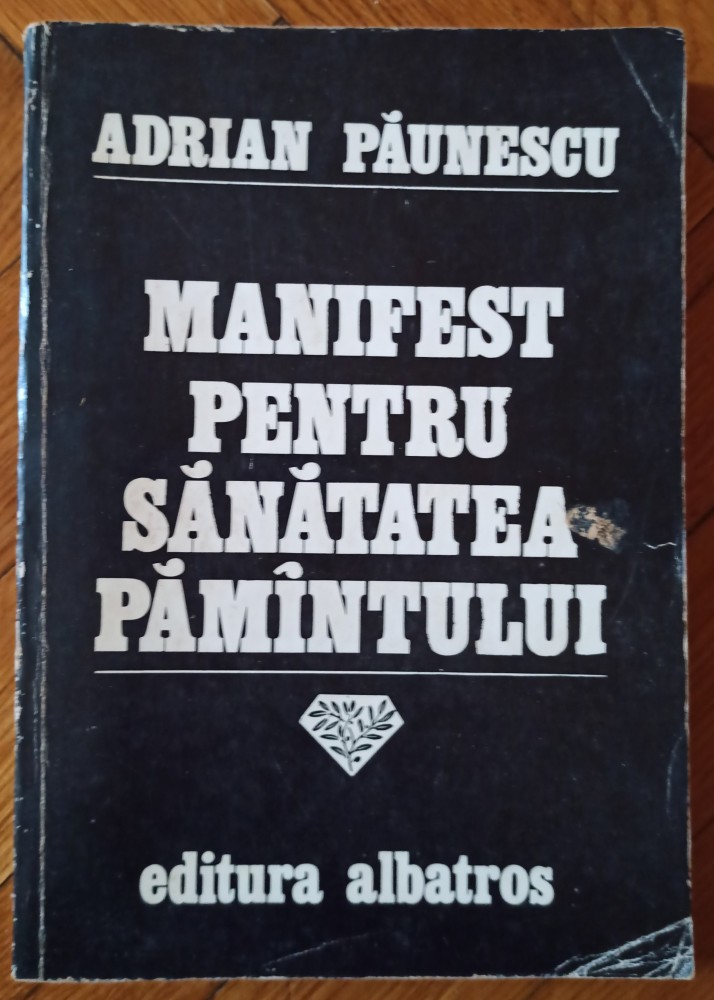 ADRIAN PĂUNESCU
MANIFEST
PENTRU
SĂNĂTATEA
PĂMÎNTULUI
editura albatros